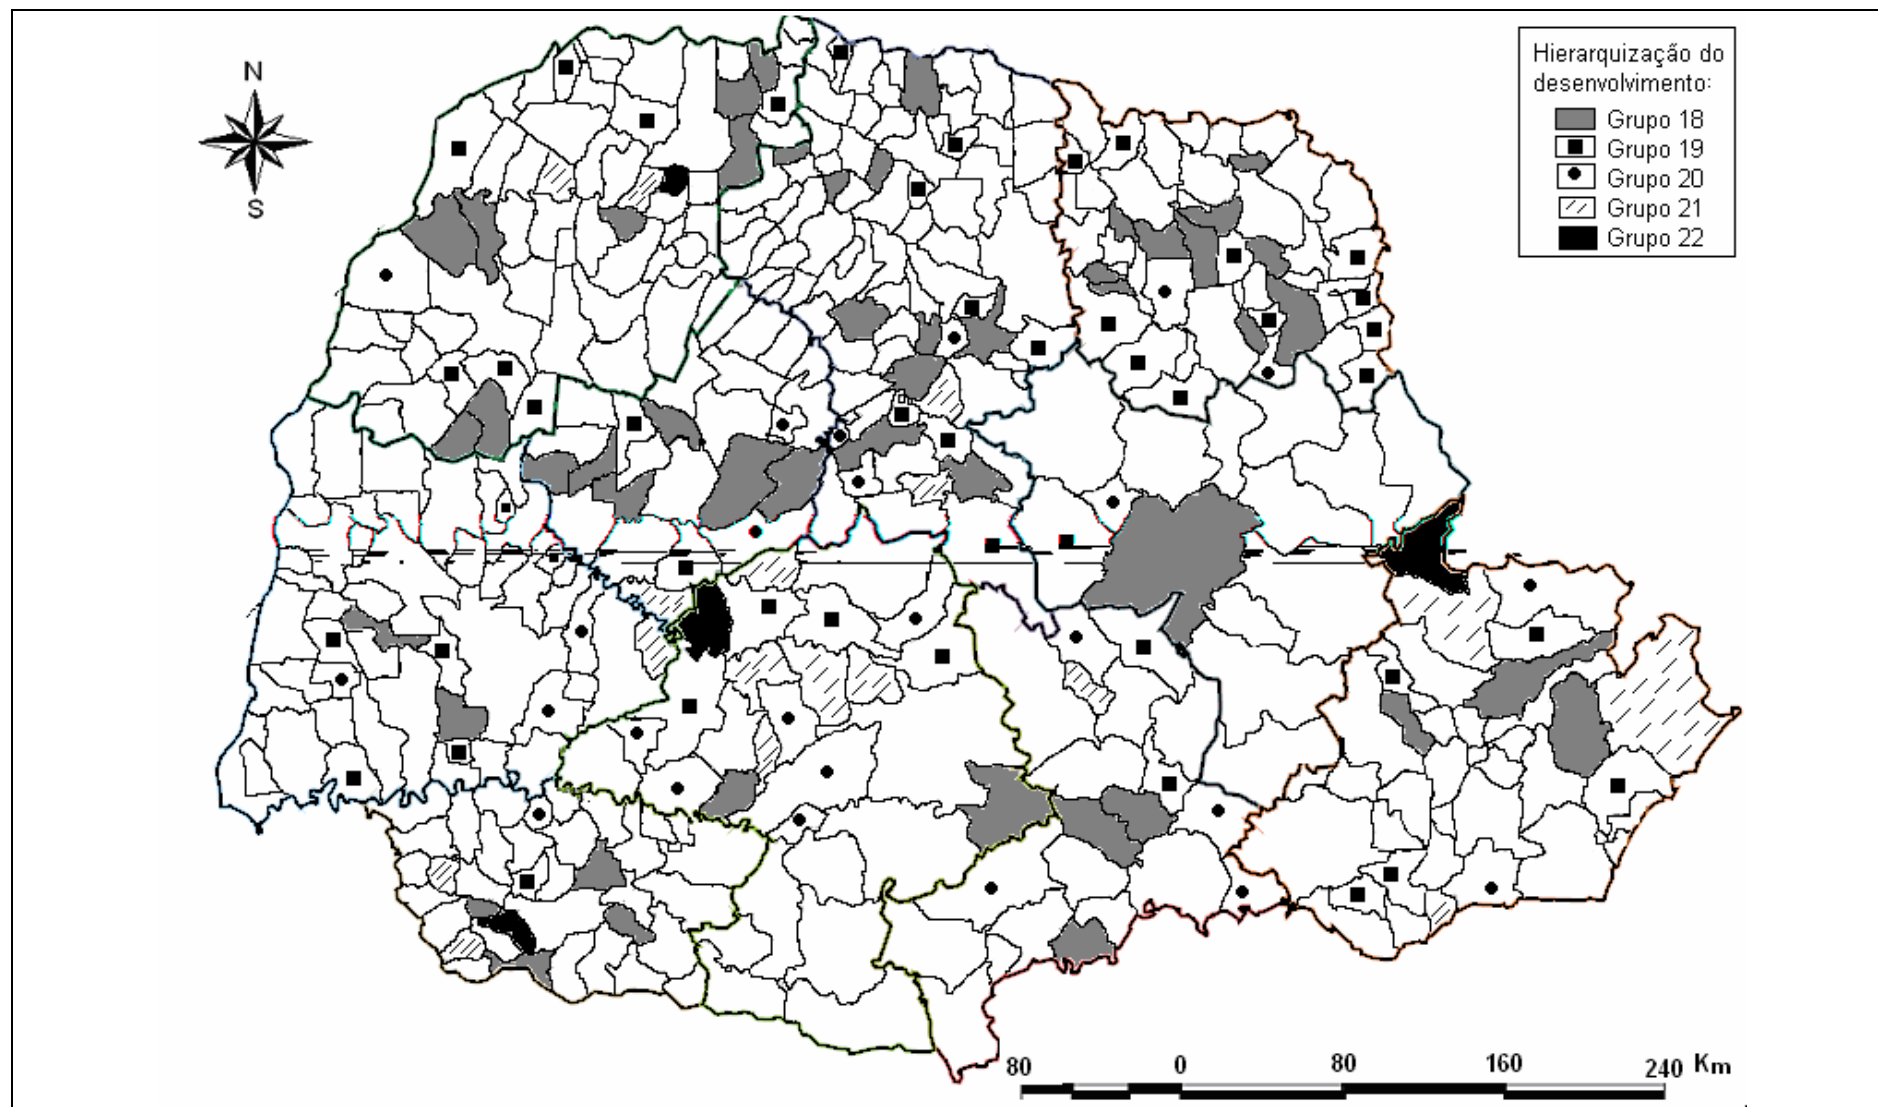 N
S
Hierarquização do
desenvolvimento:
Grupo 18
Grupo 19
Grupo 20
Grupo 21
Grupo 22
80 0 80 160 240 Km